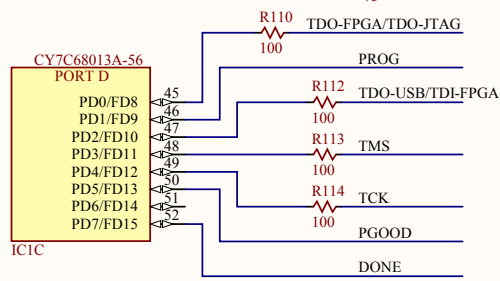 R110
TDO-FPGA/TDO-JTAG
100
CY7C68013A-56
PROG
PORT D
R112
TDO-USB/TDI-FPGA
100
PD0/FD8 45
PD1/FD9 46
PD2/FD10 47
PD3/FD11 48
PD4/FD12 49
PD5/FD13 50
PD6/FD14 51
PD7/FD15 52
R113
TMS
100
R114
TCK
100
PGOOD
DONE
IC1C